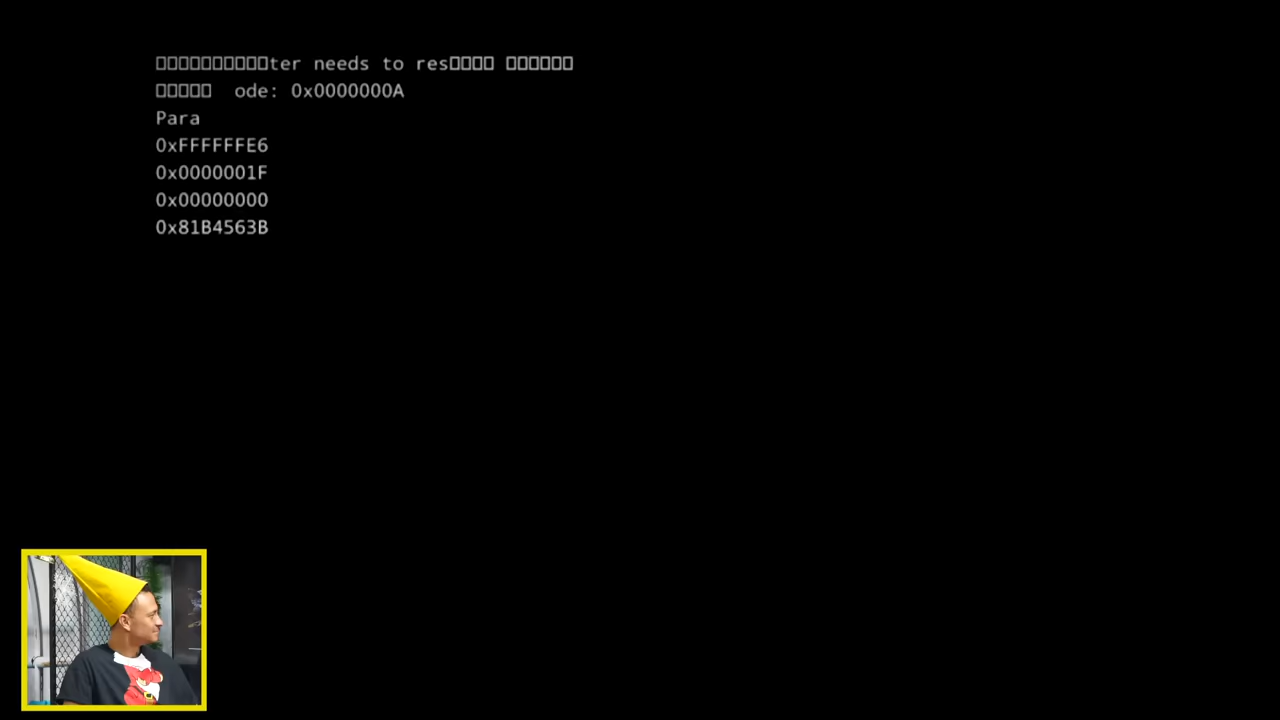 ▯▯▯▯▯▯▯▯▯▯ter needs to res▯▯▯▯ ▯▯▯▯▯▯
▯▯▯▯▯  ode: 0x0000000A
Para
0xFFFFFFE6
0x0000001F
0x00000000
0x81B4563B